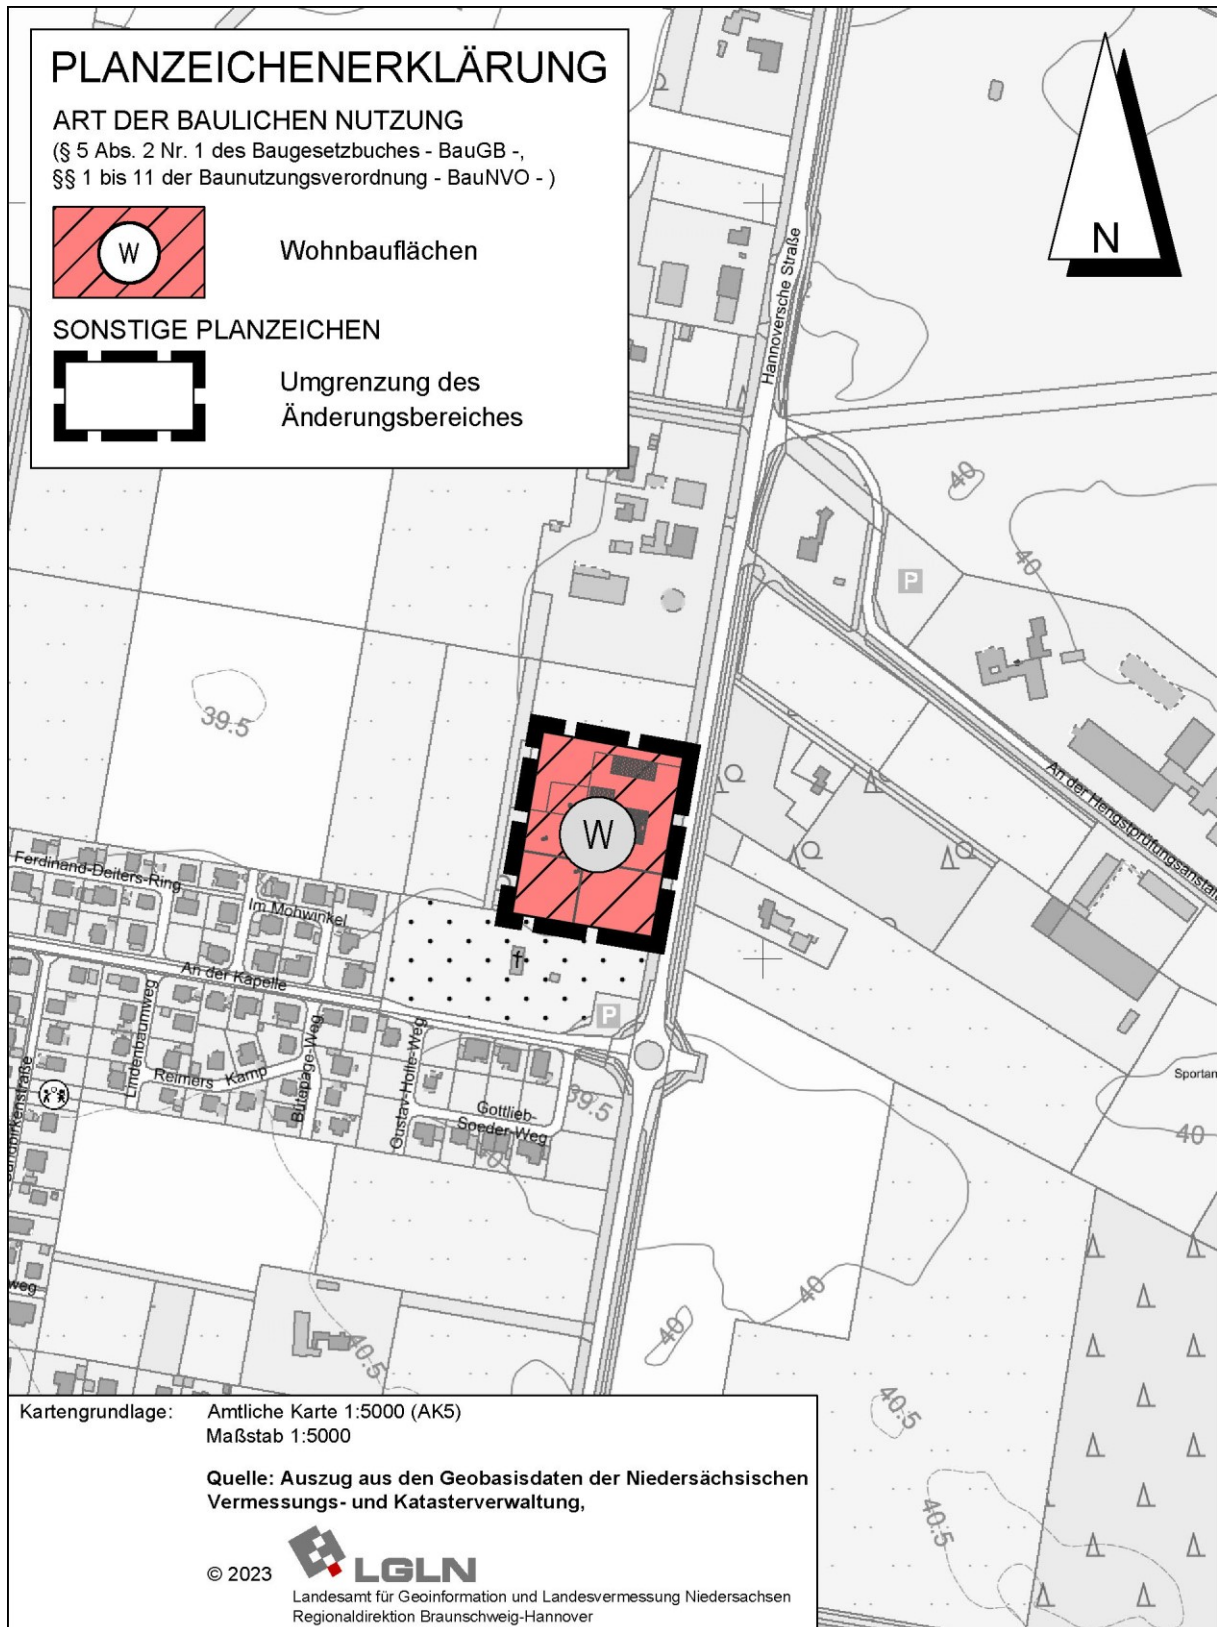 PLANZEICHENERKLÄRUNG
ART DER BAULICHEN NUTZUNG
(§ 5 Abs. 2 Nr. 1 des Baugesetzbuches - BauGB -,
§§ 1 bis 11 der Baunutzungsverordnung - BauNVO - )
W
Wohnbauflächen
SONSTIGE PLANZEICHEN
Umgrenzung des
Änderungsbereiches
N
Hannoversche Straße
40
40
P
39.5
An der Hengstprüfungsanstalt
W
Ferdinand-Deiters-Ring
Im Mohwinkel
An der Kapelle
P
Lindenbaumweg
Reimers Kamp
Bütepage-Weg
Gustav-Holle-Weg
Gottlieb-
Soeder-Weg
39.5
Sandbirkenstraße
Sportan
40
40
40
weg
40.5
40.5
40.5
Kartengrundlage:
Amtliche Karte 1:5000 (AK5)
Maßstab 1:5000
Quelle: Auszug aus den Geobasisdaten der Niedersächsischen
Vermessungs- und Katasterverwaltung,
© 2023
LGLN
Landesamt für Geoinformation und Landesvermessung Niedersachsen
Regionaldirektion Braunschweig-Hannover